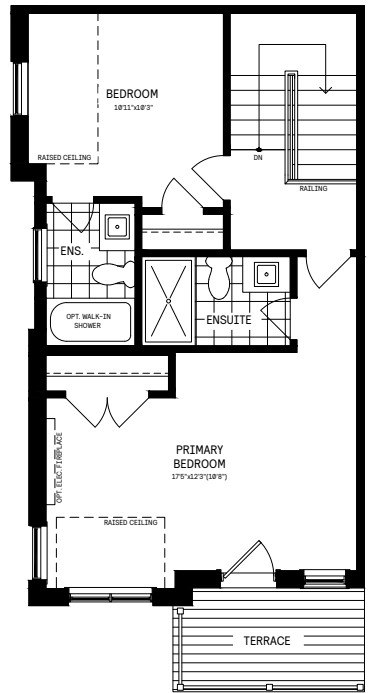 BEDROOM
10'11"x10'3"
RAISED CEILING
DN
RAILING
ENS.
OPT. WALK-IN
SHOWER
ENSUITE
OPT. ELEC. FIREPLACE
PRIMARY
BEDROOM
17'5"x12'3"(10'8")
RAISED CEILING
TERRACE